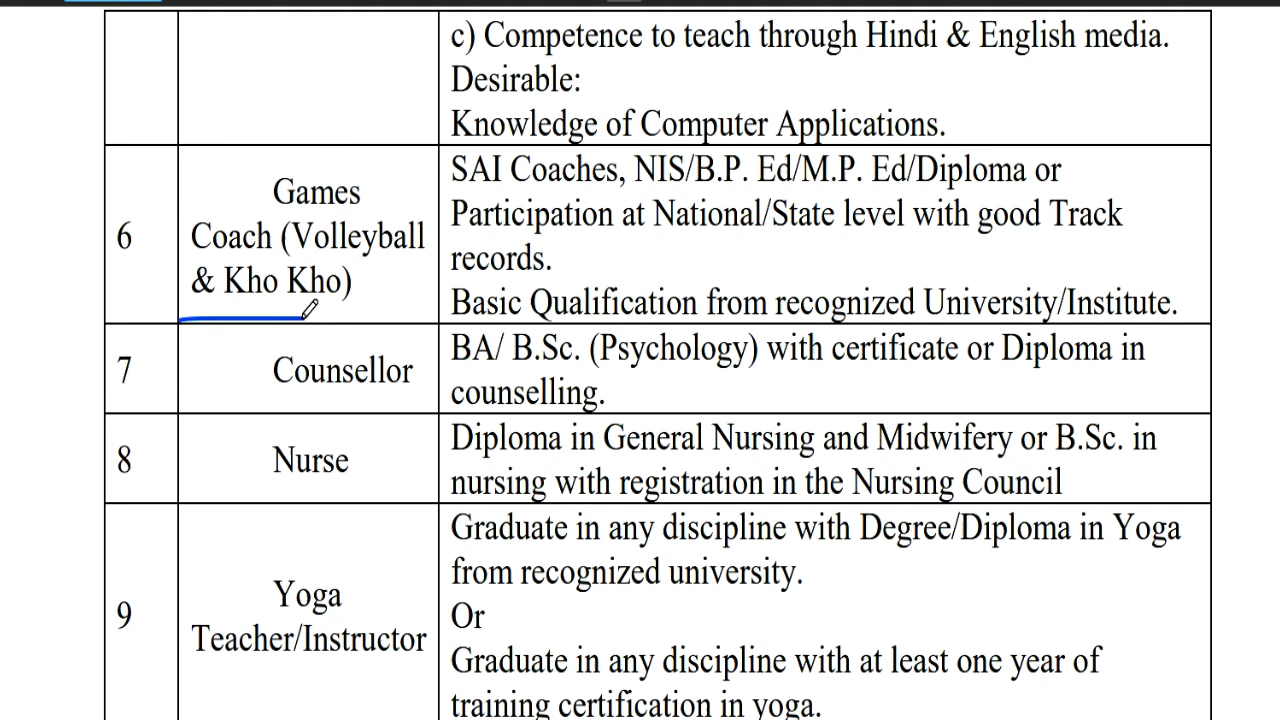 c) Competence to teach through Hindi & English media.
Desirable:
Knowledge of Computer Applications.
6
Games
Coach (Volleyball
& Kho Kho)
SAI Coaches, NIS/B.P. Ed/M.P. Ed/Diploma or
Participation at National/State level with good Track
records.
Basic Qualification from recognized University/Institute.
7
Counsellor
BA/ B.Sc. (Psychology) with certificate or Diploma in
counselling.
8
Nurse
Diploma in General Nursing and Midwifery or B.Sc. in
nursing with registration in the Nursing Council
9
Yoga
Teacher/Instructor
Graduate in any discipline with Degree/Diploma in Yoga
from recognized university.
Or
Graduate in any discipline with at least one year of
training certification in yoga.